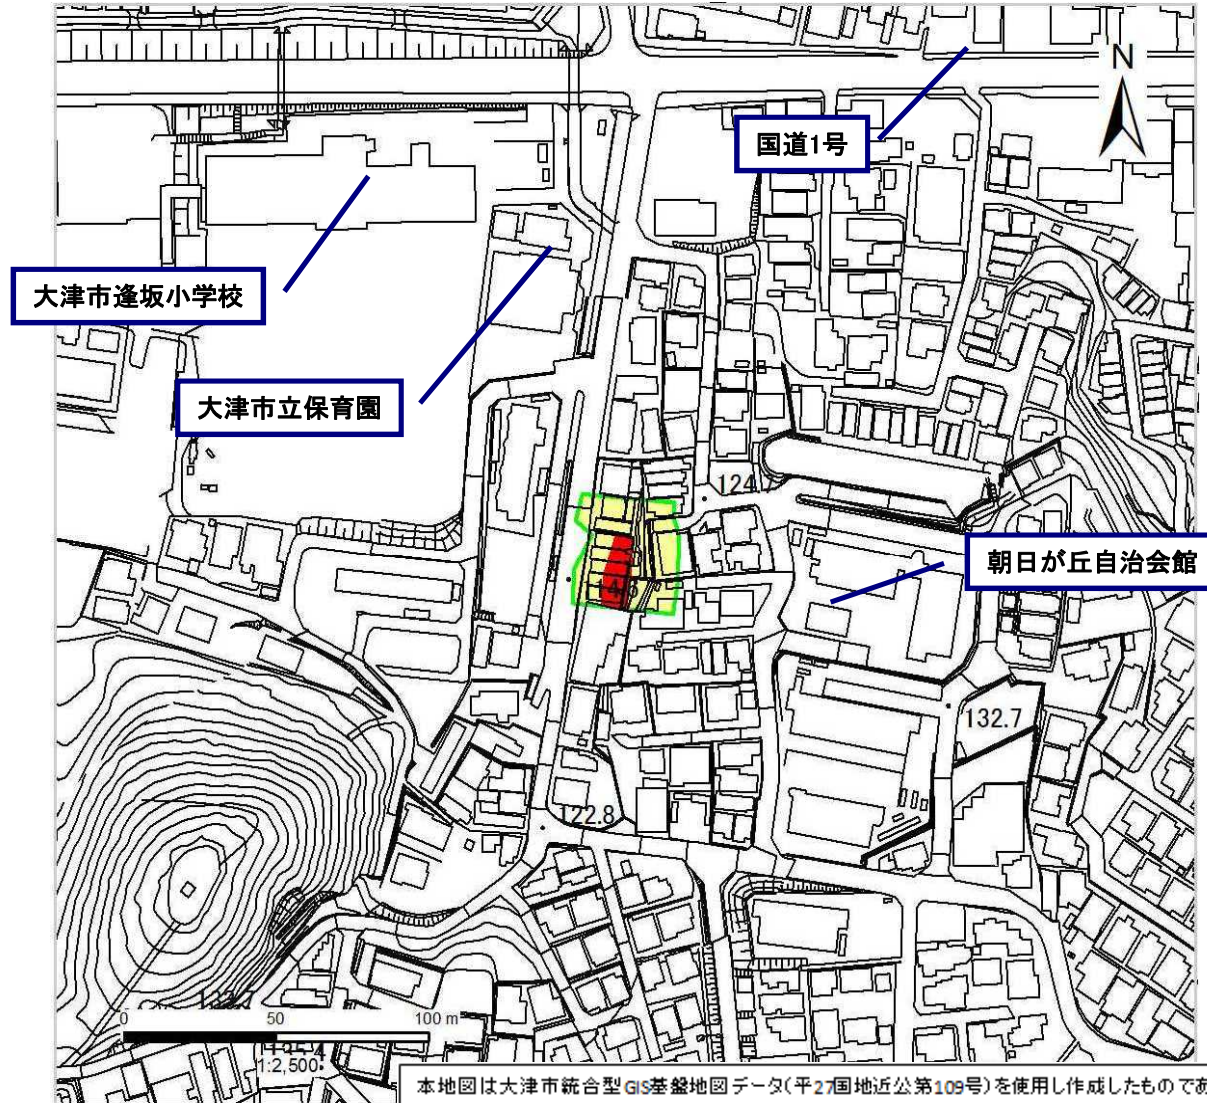 N
国道1号
大津市逢坂小学校
大津市立保育園
124.7
朝日が丘自治会館
132.7
122.8
0 50 100 m
1:2,500
本地図は大津市統合型GIS基盤地図データ(平27国地近公第109号)を使用し作成したものであ